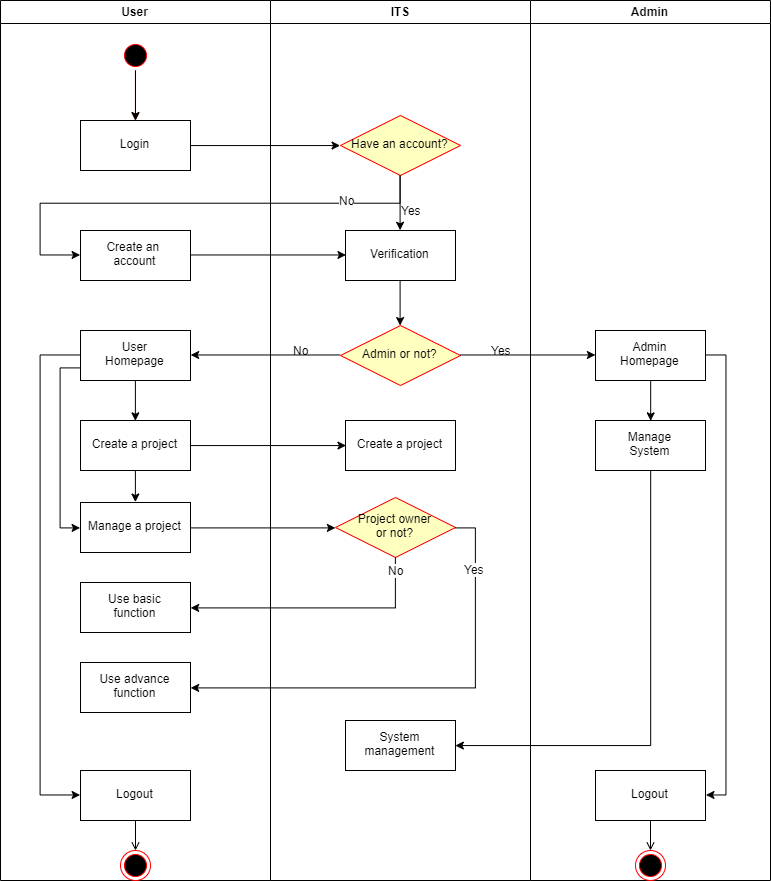 User
ITS
Admin
Login
Have an account?
No
Yes
Create an
account
Verification
User
Homepage
No
Admin or not?
Yes
Admin
Homepage
Create a project
Create a project
Manage
System
Manage a project
Project owner
or not?
No
Yes
Use basic
function
Use advance
function
System
management
Logout
Logout